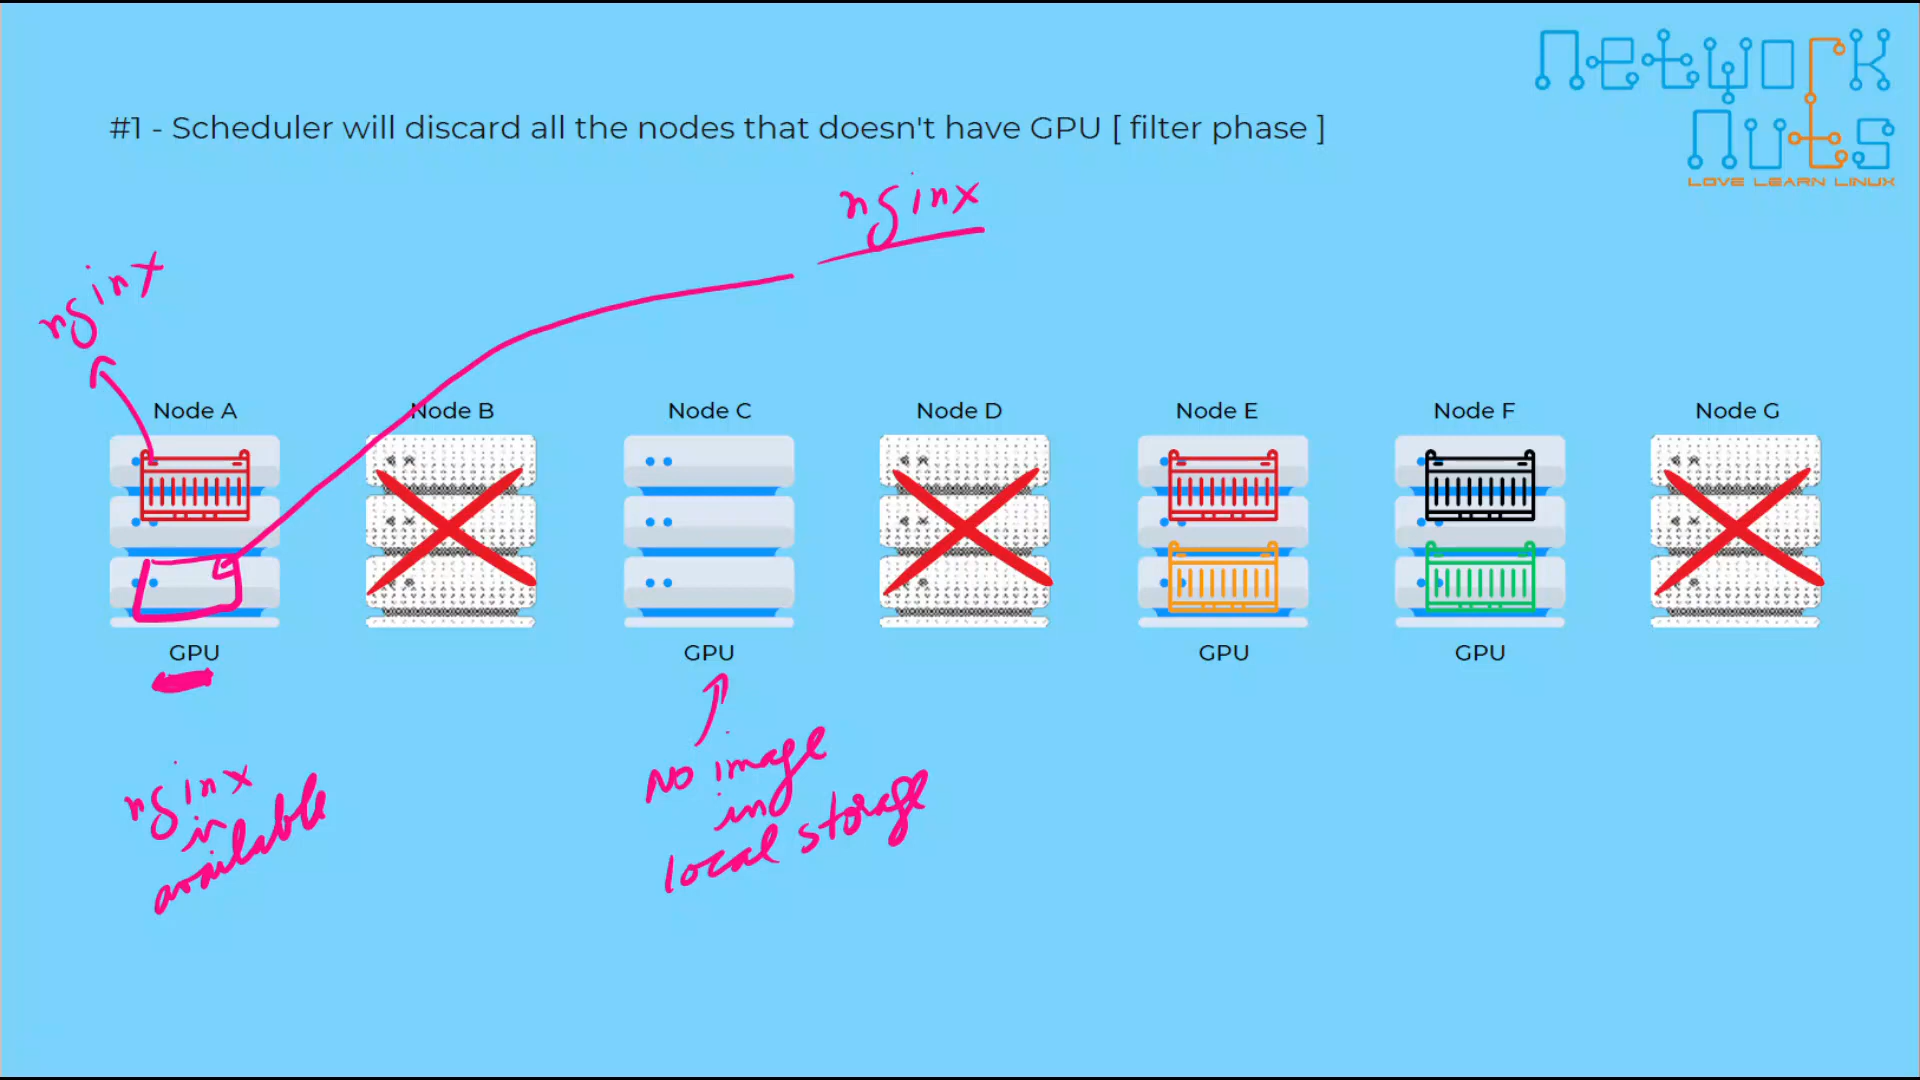 Network
Nuts
LOVE LEARN LINUX
#1 - Scheduler will discard all the nodes that doesn't have GPU [ filter phase ]
nginx
nginx
Node A
Node B
Node C
Node D
Node E
Node F
Node G
GPU
GPU
GPU
GPU
nginx
is
available
No image
in
local storage